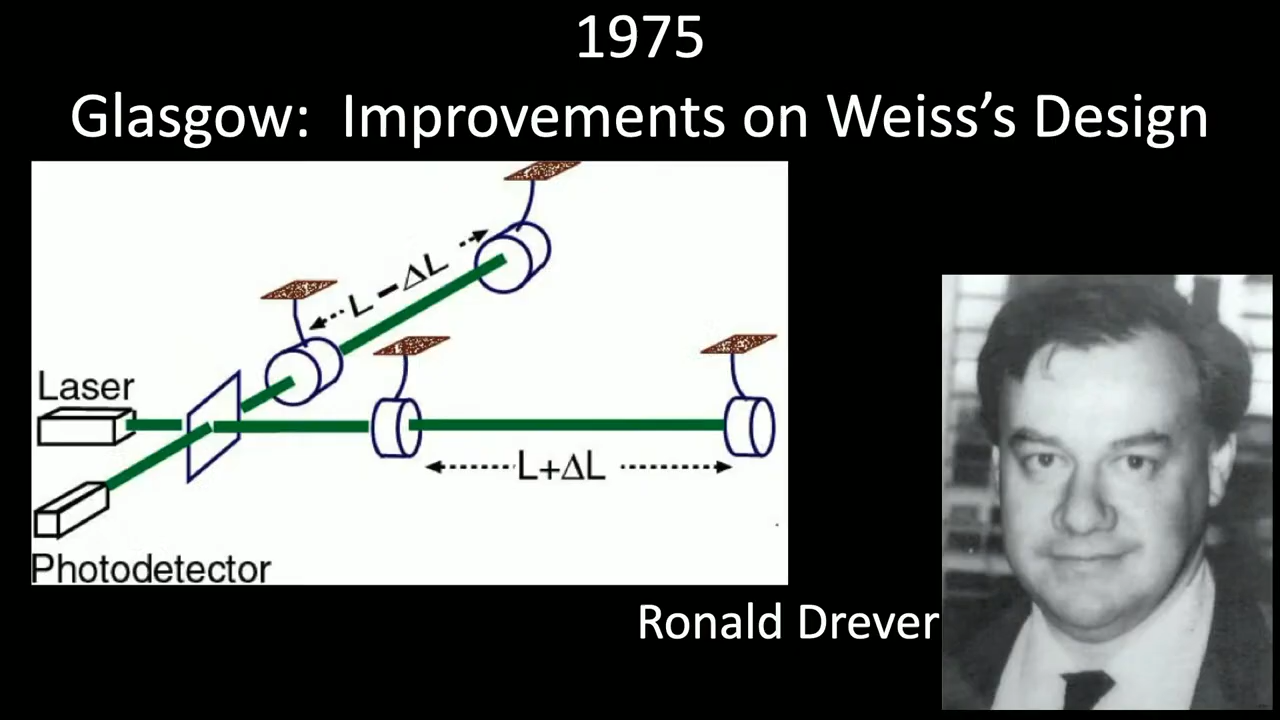 1975
Glasgow: Improvements on Weiss’s Design
L – ΔL
Laser
L+ΔL
Photodetector
Ronald Drever